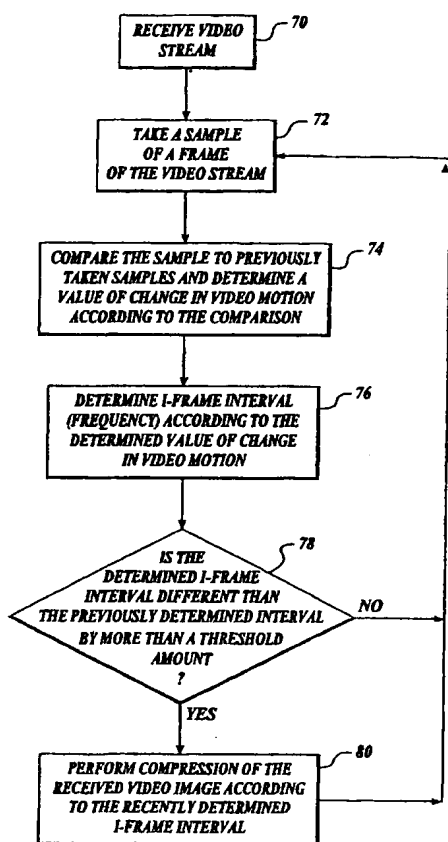 RECEIVE VIDEO
STREAM
70
TAKE A SAMPLE
OF A FRAME
OF THE VIDEO STREAM
72
COMPARE THE SAMPLE TO PREVIOUSLY
TAKEN SAMPLES AND DETERMINE A
VALUE OF CHANGE IN VIDEO MOTION
ACCORDING TO THE COMPARISON
74
DETERMINE I-FRAME INTERVAL
(FREQUENCY) ACCORDING TO THE
DETERMINED VALUE OF CHANGE
IN VIDEO MOTION
76
IS THE
DETERMINED I-FRAME
INTERVAL DIFFERENT THAN
THE PREVIOUSLY DETERMINED INTERVAL
BY MORE THAN A THRESHOLD
AMOUNT
?
78
NO
YES
PERFORM COMPRESSION OF THE
RECEIVED VIDEO IMAGE ACCORDING
TO THE RECENTLY DETERMINED
I-FRAME INTERVAL
80